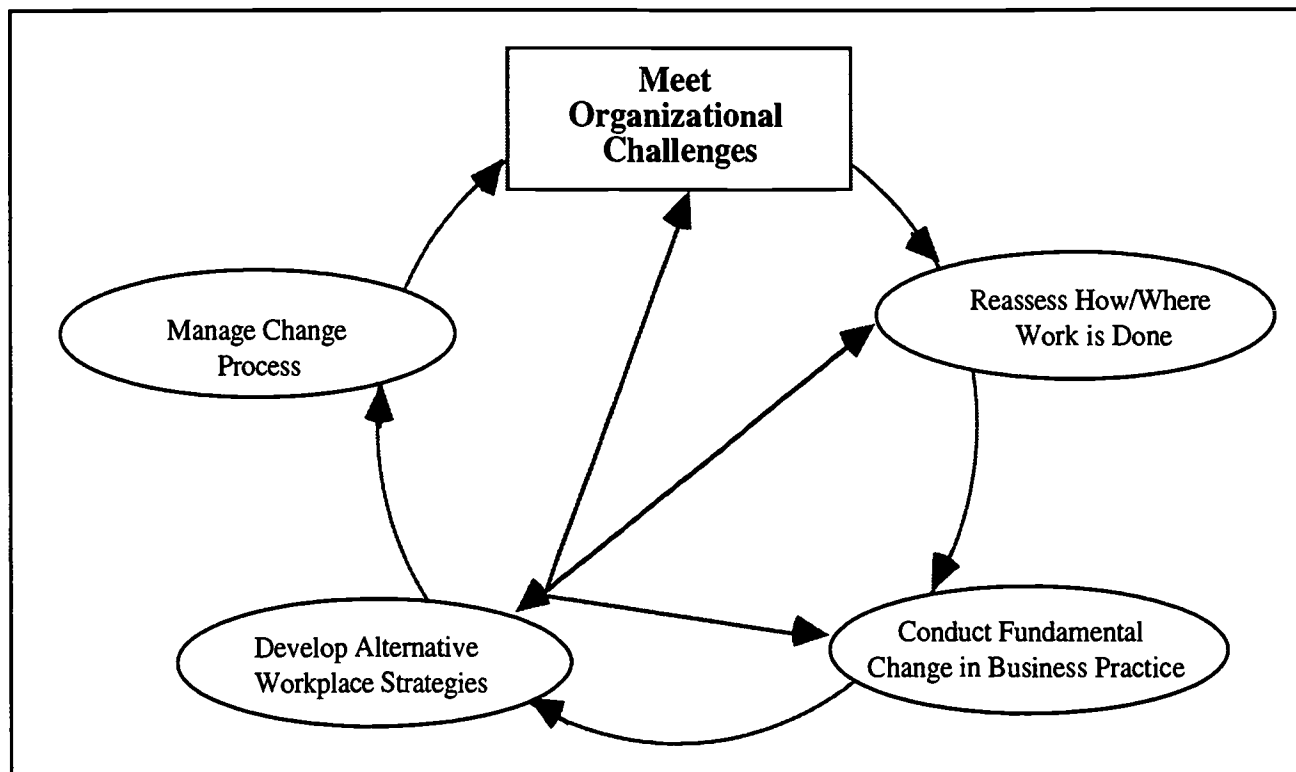 Meet
Organizational
Challenges
Reassess How/Where
Work is Done
Manage Change
Process
Conduct Fundamental
Change in Business Practice
Develop Alternative
Workplace Strategies